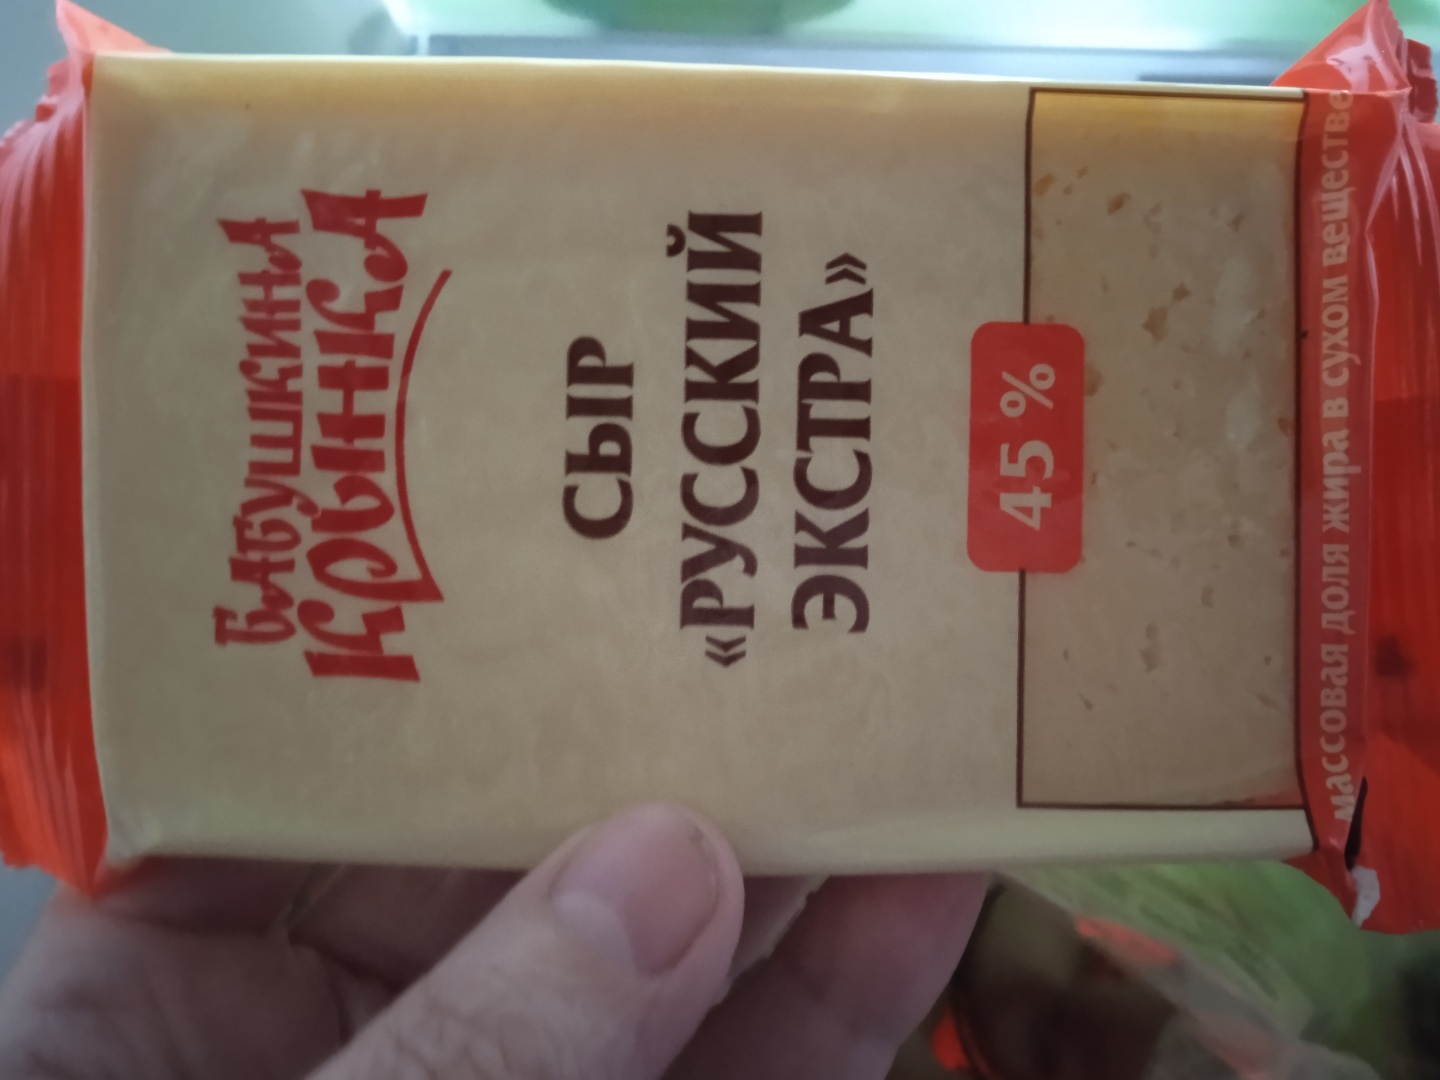 БАБУШКИНА
КРЫНКА
СЫР
«РУССКИЙ
ЭКСТРА»
45 %
массовая доля жира в сухом веществе